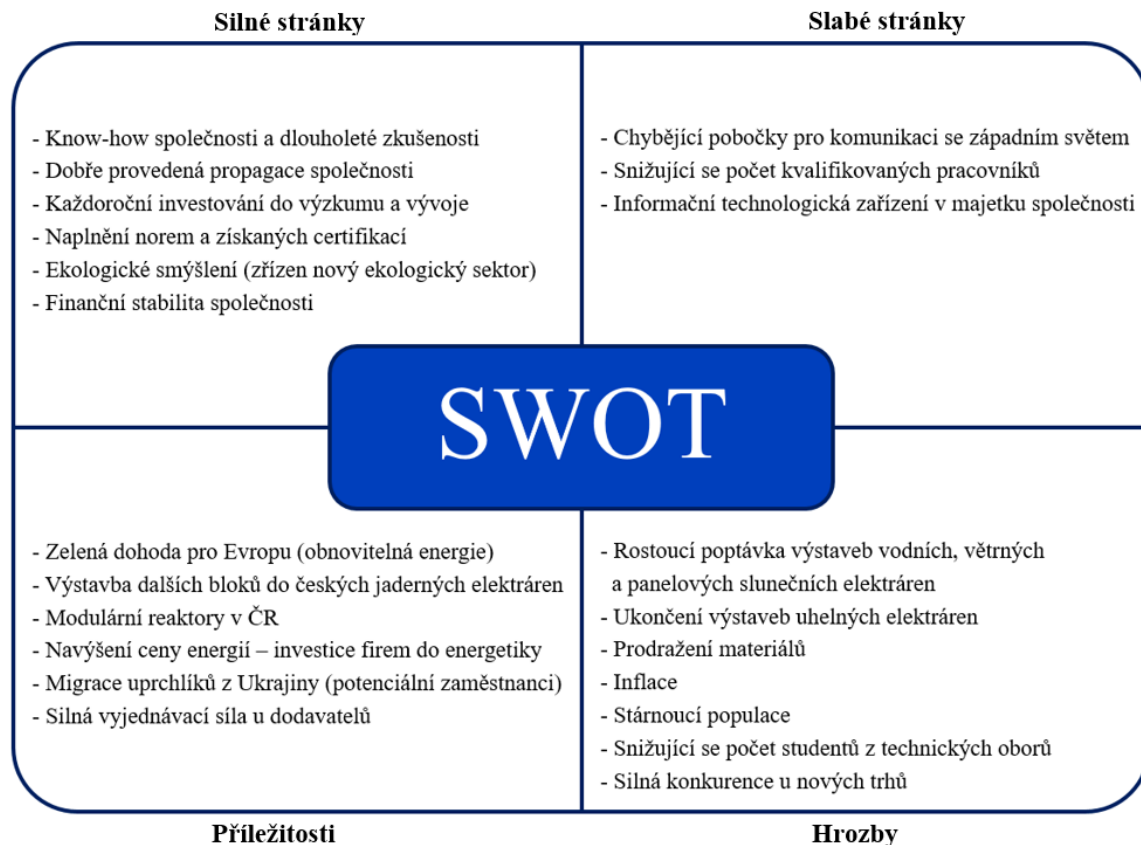 Silné stránky
- Know-how společnosti a dlouholeté zkušenosti
- Dobře provedená propagace společnosti
- Každoroční investování do výzkumu a vývoje
- Naplnění norem a získaných certifikací
- Ekologické smýšlení (zřízen nový ekologický sektor)
- Finanční stabilita společnosti
Slabé stránky
- Chybějící pobočky pro komunikaci se západním světem
- Snižující se počet kvalifikovaných pracovníků
- Informační technologická zařízení v majetku společnosti
SWOT
- Zelená dohoda pro Evropu (obnovitelná energie)
- Výstavba dalších bloků do českých jaderných elektráren
- Modulární reaktory v ČR
- Navýšení ceny energií – investice firem do energetiky
- Migrace uprchlíků z Ukrajiny (potenciální zaměstnanci)
- Silná vyjednávací síla u dodavatelů
Příležitosti
- Rostoucí poptávka výstaveb vodních, větrných
a panelových slunečních elektráren
- Ukončení výstaveb uhelných elektráren
- Prodražení materiálů
- Inflace
- Stárnoucí populace
- Snižující se počet studentů z technických oborů
- Silná konkurence u nových trhů
Hrozby